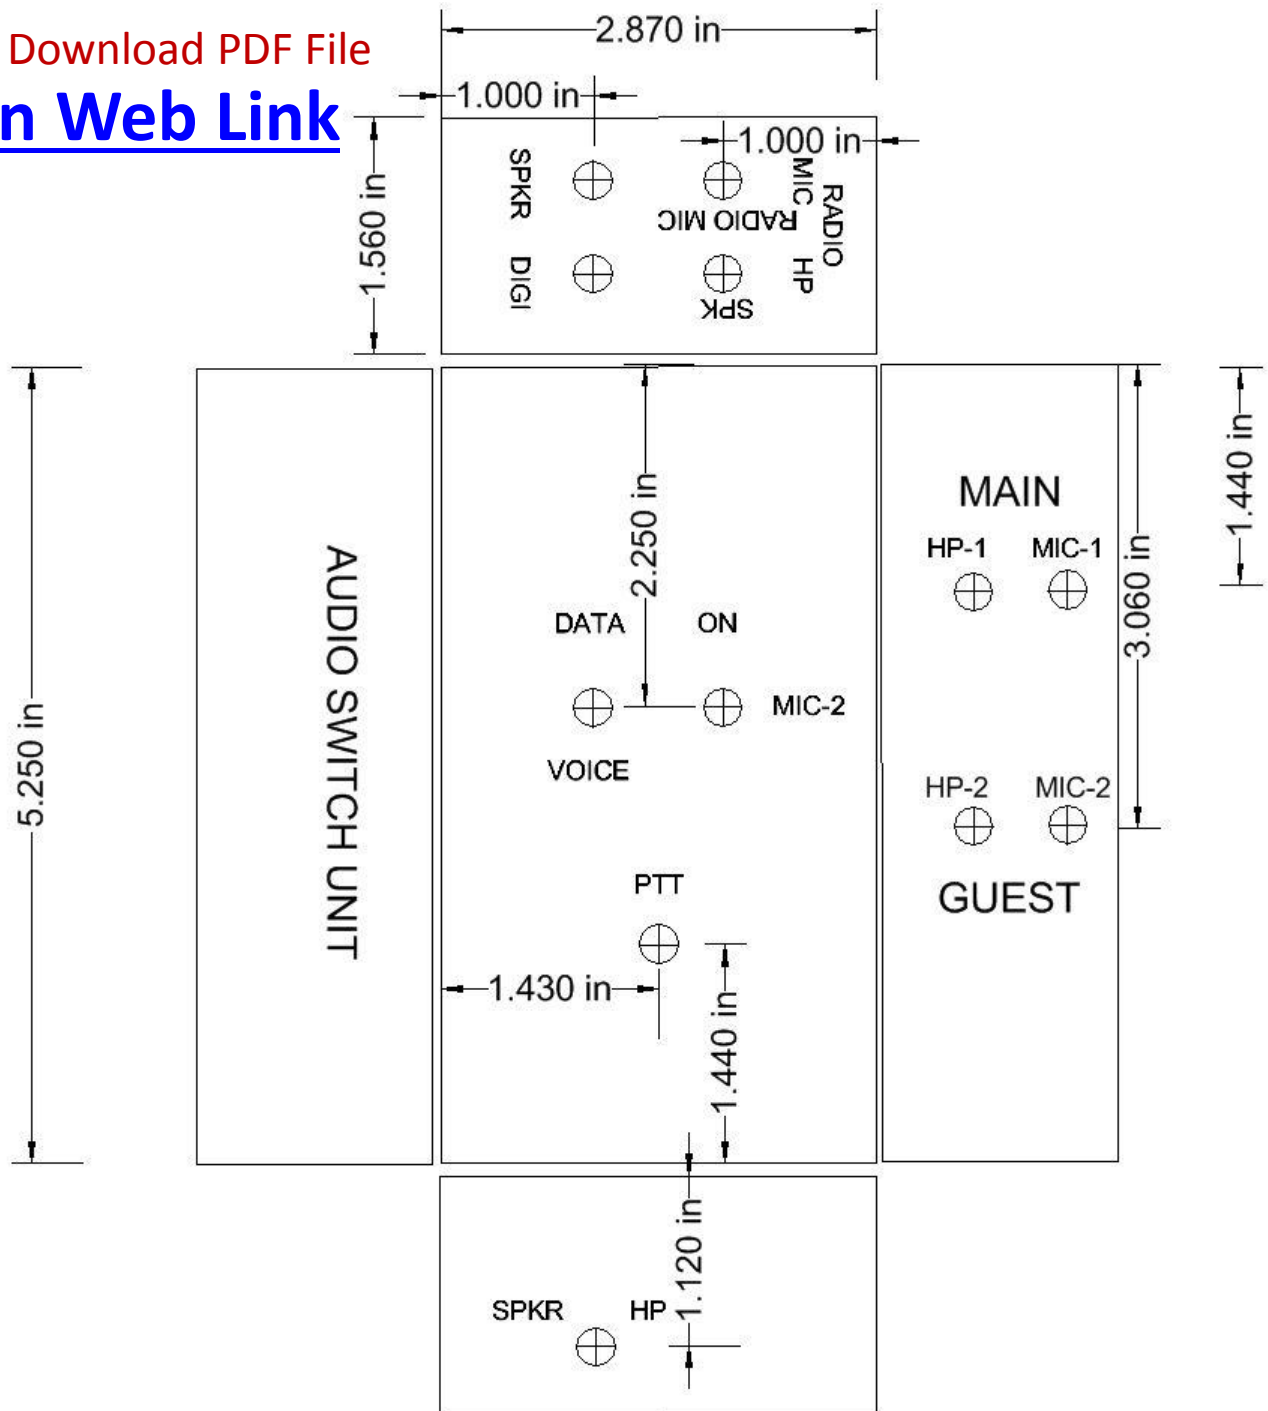 2.870 in
Download PDF File
1.000 in
n Web Link
1.000 in
SPKR
MIC
RADIO
RADIO MIC
1.560 in
DIGI
HP
SPK
MAIN
1.440 in
2.250 in
HP-1 MIC-1
3.060 in
DATA ON
AUDIO SWITCH UNIT
MIC-2
5.250 in
VOICE
HP-2 MIC-2
PTT
GUEST
1.430 in
1.440 in
1.120 in
SPKR HP